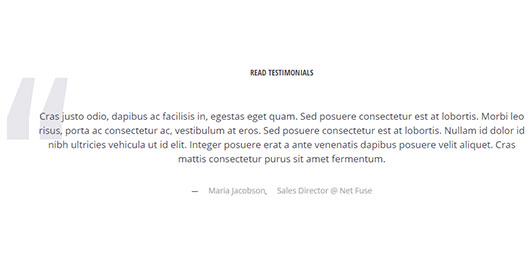 READ TESTIMONIALS
“
Cras justo odio, dapibus ac facilisis in, egestas eget quam. Sed posuere consectetur est at lobortis. Morbi leo
risus, porta ac consectetur ac, vestibulum at eros. Sed posuere consectetur est at lobortis. Nullam id dolor id
nibh ultricies vehicula ut id elit. Integer posuere erat a ante venenatis dapibus posuere velit aliquet. Cras
mattis consectetur purus sit amet fermentum.
— Maria Jacobson, Sales Director @ Net Fuse